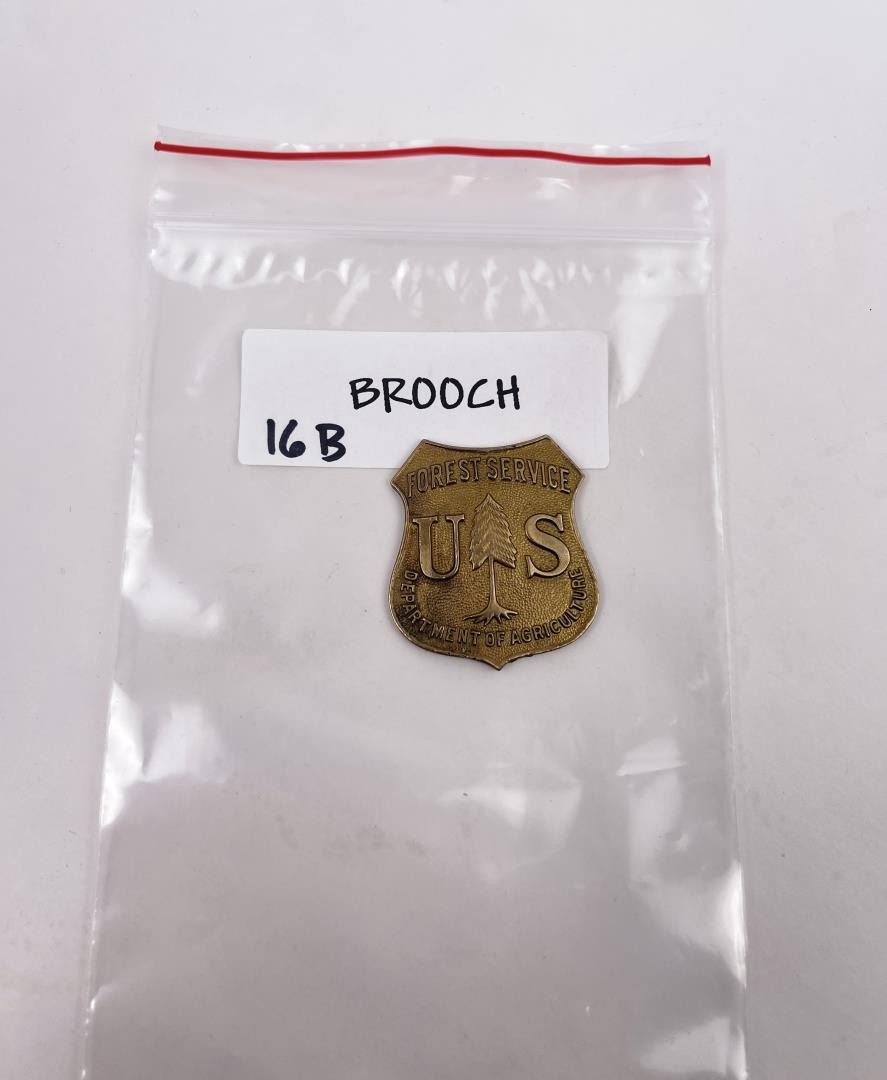 BROOCH
16B
FOREST SERVICE
U S
DEPARTMENT OF AGRICULTURE